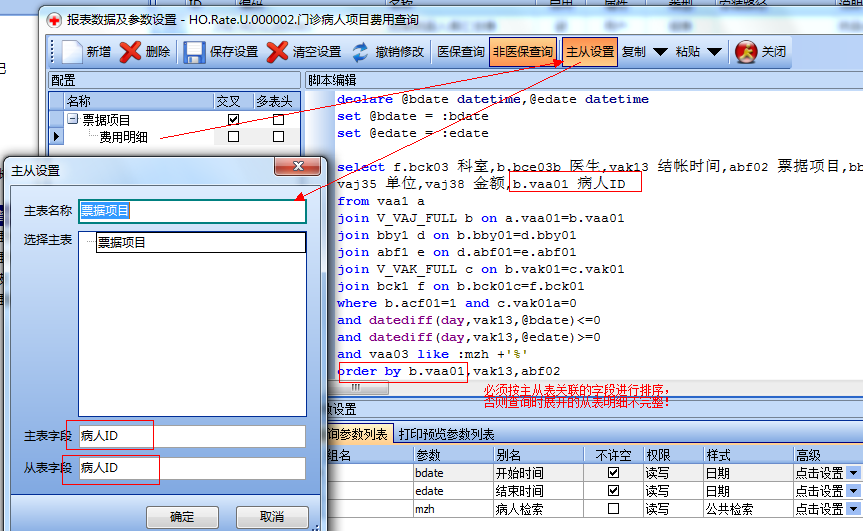 报表数据及参数设置 - HO.Rate.U.000002.门诊病人项目费用查询
新增 删除 保存设置 清空设置 撤销修改 医保查询 非医保查询 主从设置 复制 粘贴 关闭
配置
名称 交叉 多表头
票据项目
费用明细
脚本编辑
declare @bdate datetime,@edate datetime
set @bdate = :bdate
set @edate = :edate
select f.bck03 科室,b.bce03b 医生,vak13 结帐时间,abf02 票据项目,bb
vaj35 单位,vaj38 金额,b.vaa01 病人ID
from vaa1 a
join V_VAJ_FULL b on a.vaa01=b.vaa01
join bby1 d on b.bby01=d.bby01
join abf1 e on d.abf01=e.abf01
join V_VAK_FULL c on b.vak01=c.vak01
join bck1 f on b.bck01c=f.bck01
where b.acf01=1 and c.vak01a=0
and datediff(day,vak13,@bdate)<=0
and datediff(day,vak13,@edate)>=0
and vaa03 like :mzh +'%'
order by b.vaa01,vak13,abf02
必须按主从表关联的字段进行排序,
否则查询时展开的从表明细不完整!
主从设置
主表名称 票据项目
选择主表 票据项目
主表字段 病人ID
从表字段 病人ID
确定 取消
数设置
询参数列表 打印预览参数列表
组名 参数 别名 不许空 权限 样式 高级
bdate 开始时间 读写 日期 点击设置
edate 结束时间 读写 日期 点击设置
mzh 病人检索 读写 公共检索 点击设置